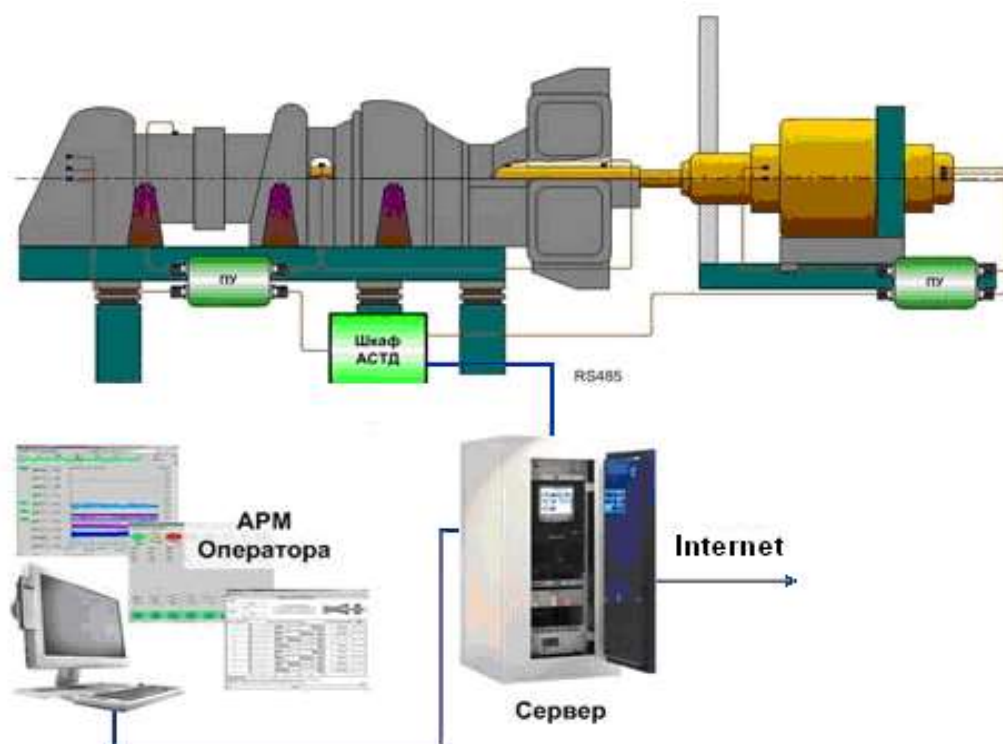 ПУ
ПУ
Шкаф
АСТД
RS485
АРМ
Оператора
Internet
Сервер